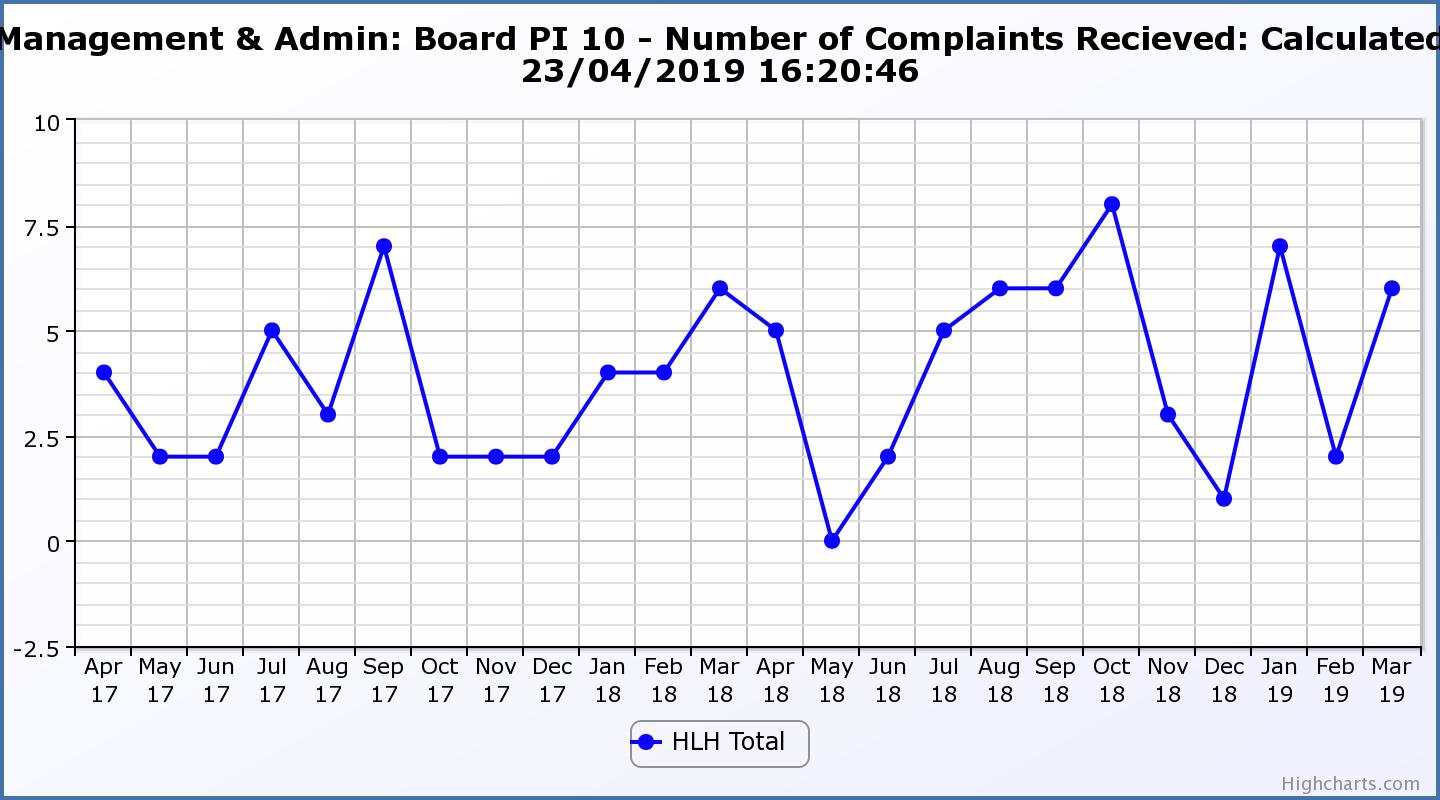 Management & Admin: Board PI 10 - Number of Complaints Recieved: Calculated
23/04/2019 16:20:46
10
7.5
5
2.5
0
-2.5
Apr May Jun Jul Aug Sep Oct Nov Dec Jan Feb Mar Apr May Jun Jul Aug Sep Oct Nov Dec Jan Feb Mar
17 17 17 17 17 17 17 17 17 18 18 18 18 18 18 18 18 18 18 18 18 19 19 19
HLH Total
Highcharts.com